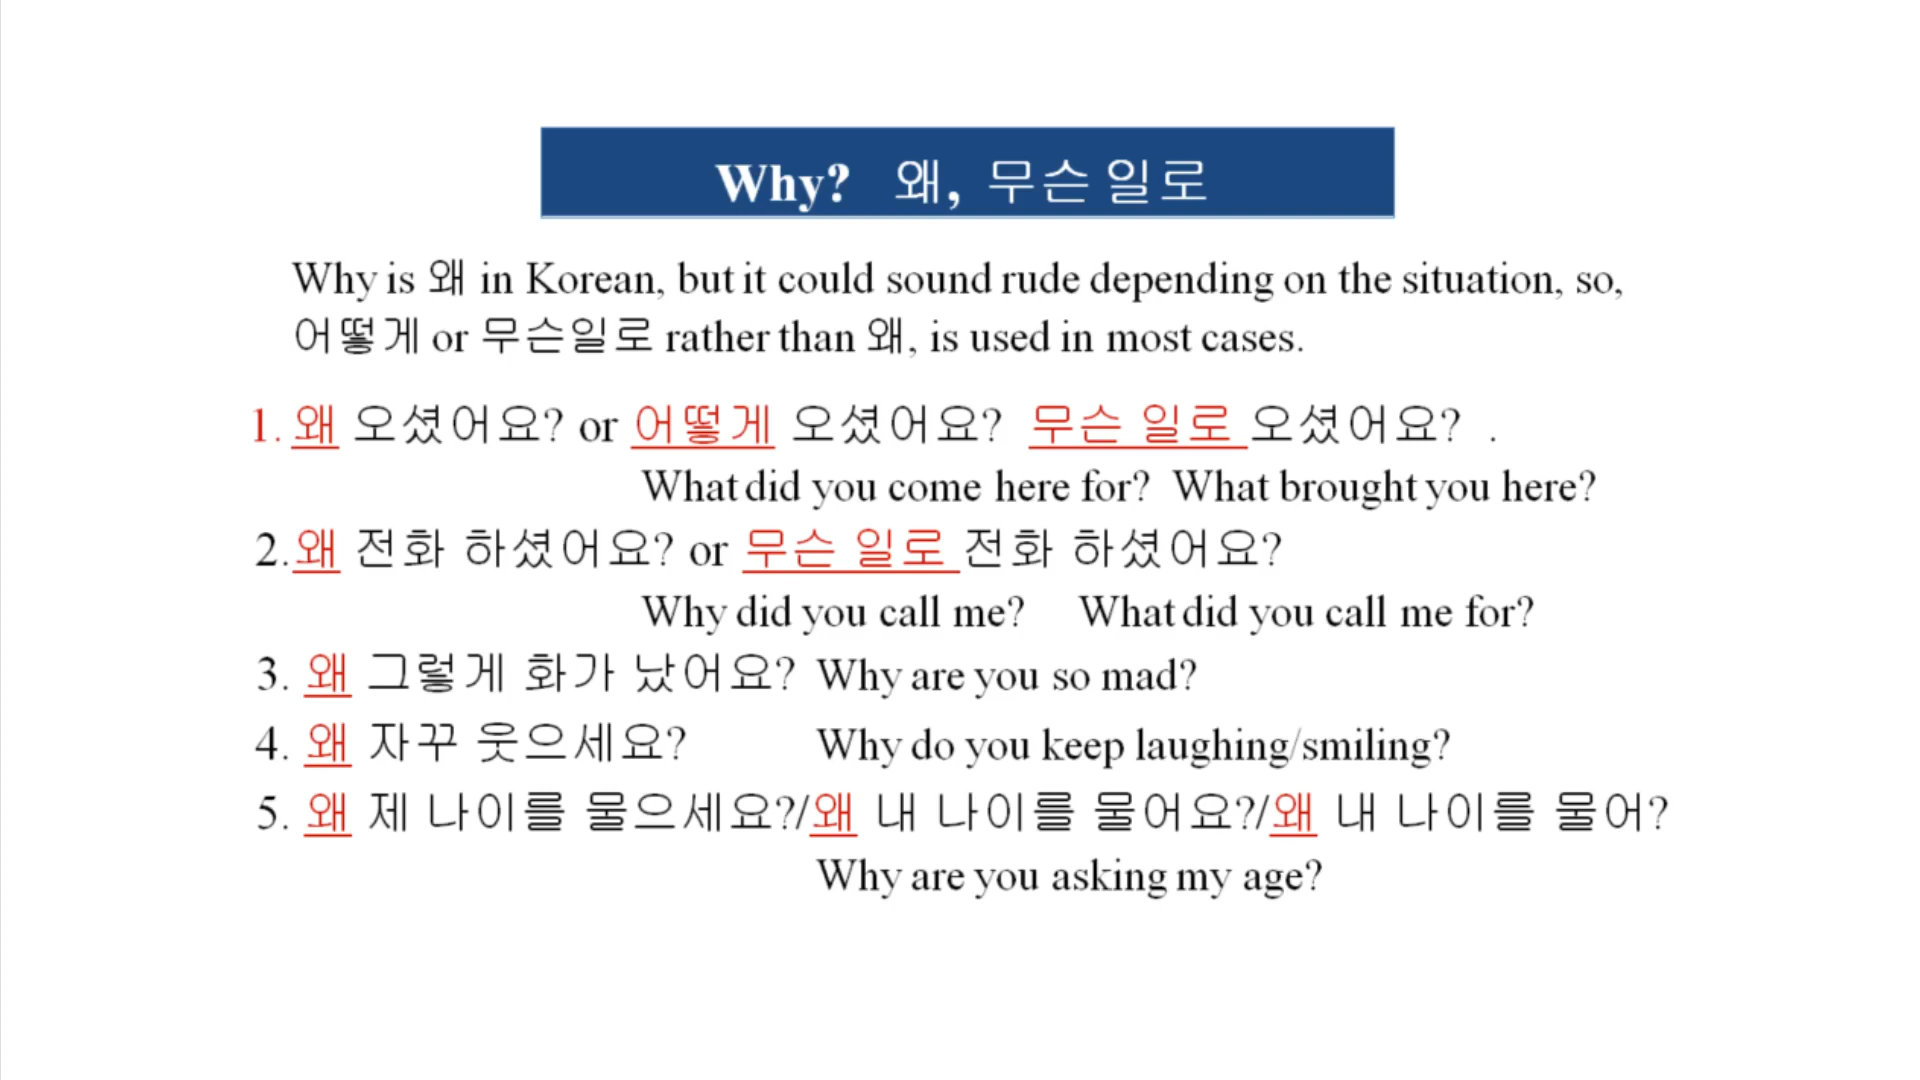 Why? 왜, 무슨 일로
Why is 왜 in Korean, but it could sound rude depending on the situation, so,
어떻게 or 무슨일로 rather than 왜, is used in most cases.
1. 왜 오셨어요? or 어떻게 오셨어요? 무슨 일로 오셨어요? .
What did you come here for? What brought you here?
2.왜 전화 하셨어요? or 무슨 일로 전화 하셨어요?
Why did you call me? What did you call me for?
3. 왜 그렇게 화가 났어요? Why are you so mad?
4. 왜 자꾸 웃으세요? Why do you keep laughing/smiling?
5. 왜 제 나이를 물으세요?/왜 내 나이를 물어요?/왜 내 나이를 물어?
Why are you asking my age?